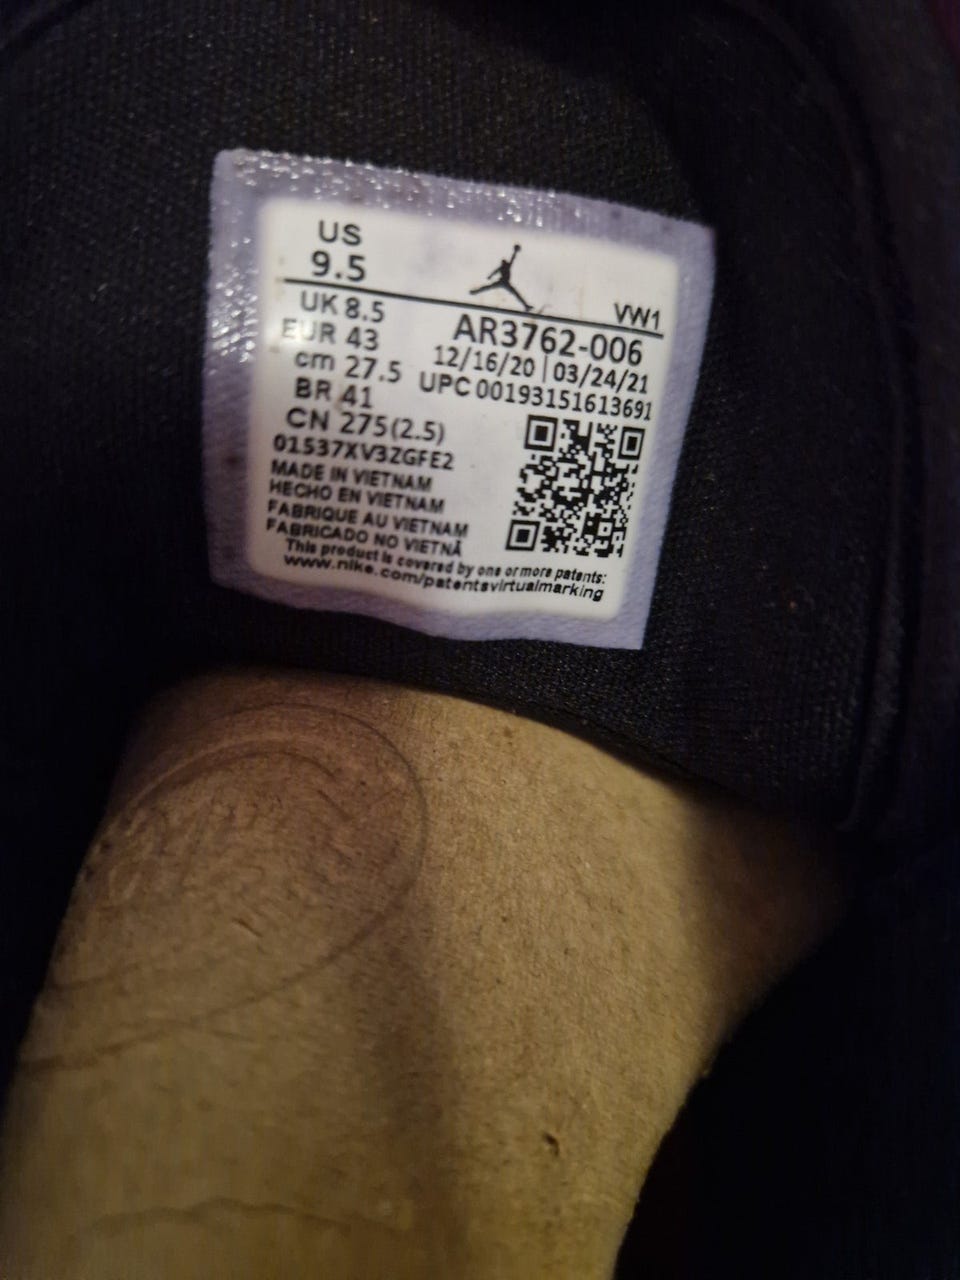 US
9.5
VW1
UK 8.5
EUR 43
cm 27.5
BR 41
CN 275(2.5)
AR3762-006
12/16/20 | 03/24/21
UPC 00193151613691
01537XV3ZGFE2
MADE IN VIETNAM
HECHO EN VIETNAM
FABRIQUE AU VIETNAM
FABRICADO NO VIETNÃ
This product is covered by one or more patents:
www.nike.com/patentsvirtualmarking